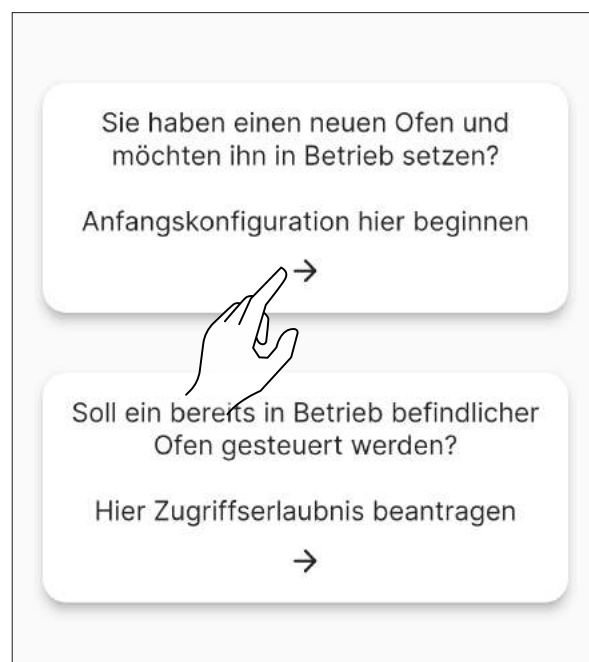 Sie haben einen neuen Ofen und
möchten ihn in Betrieb setzen?
Anfangskonfiguration hier beginnen
→
Soll ein bereits in Betrieb befindlicher
Ofen gesteuert werden?
Hier Zugriffserlaubnis beantragen
→